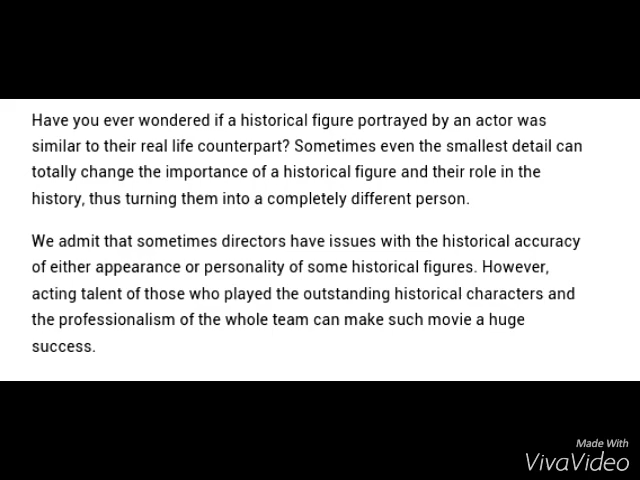 Have you ever wondered if a historical figure portrayed by an actor was
similar to their real life counterpart? Sometimes even the smallest detail can
totally change the importance of a historical figure and their role in the
history, thus turning them into a completely different person.
We admit that sometimes directors have issues with the historical accuracy
of either appearance or personality of some historical figures. However,
acting talent of those who played the outstanding historical characters and
the professionalism of the whole team can make such movie a huge
success.
Made With
VivaVideo